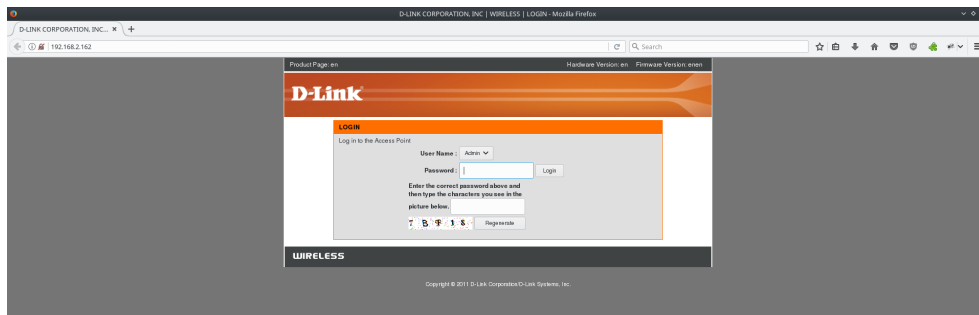 D-LINK CORPORATION, INC | WIRELESS | LOGIN - Mozilla Firefox
D-LINK CORPORATION, INC...
192.168.2.162
Search
Product Page: en Hardware Version: en Firmware Version: enen
D-Link
LOGIN
Log in to the Access Point
User Name : Admin
Password : Login
Enter the correct password above and
then type the characters you see in the
picture below.
Regenerate
WIRELESS
Copyright © 2011 D-Link Corporation/D-Link Systems, Inc.